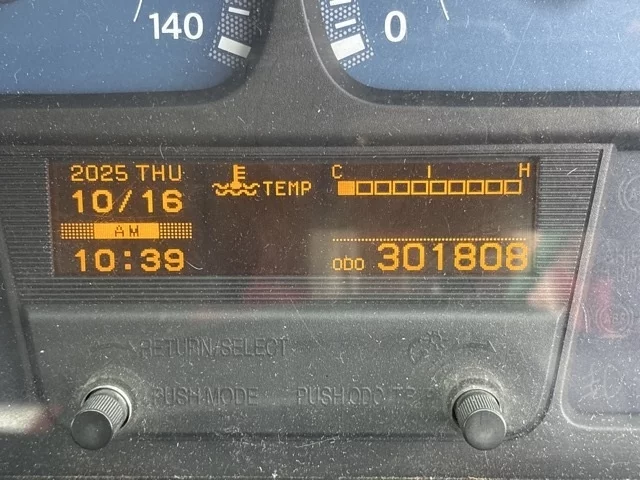 140 0
2025 THU
10/16
AM
10:39
TEMP
C H
ODO 301808
RETURN/SELECT
PUSH MODE
PUSH ODO/TRIP